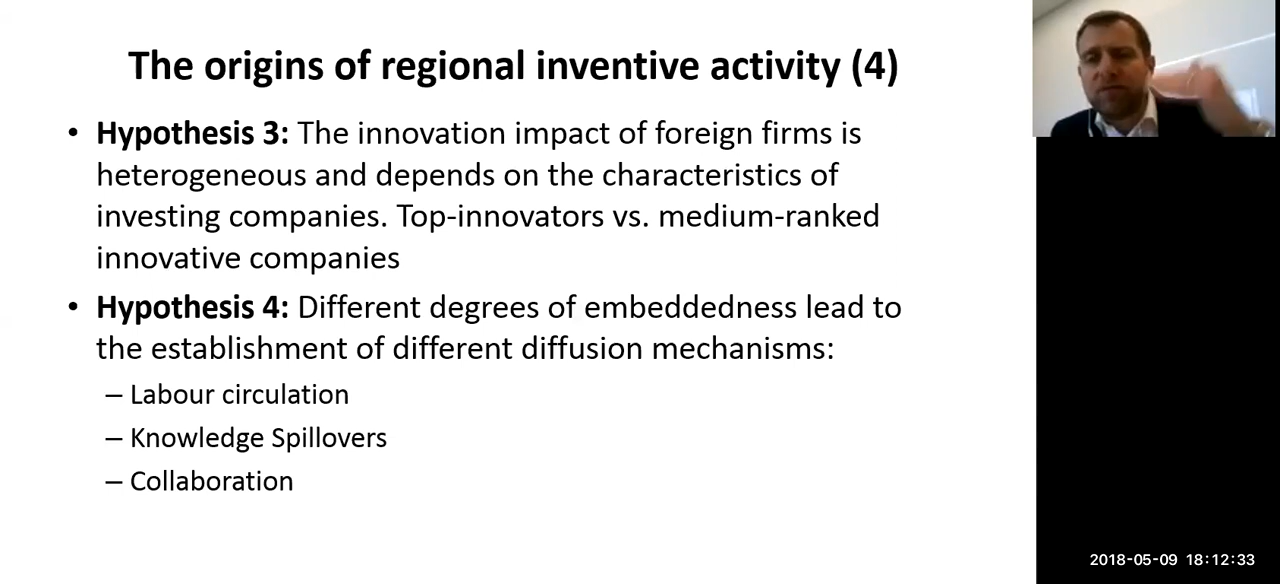 The origins of regional inventive activity (4)
• Hypothesis 3: The innovation impact of foreign firms is
heterogeneous and depends on the characteristics of
investing companies. Top-innovators vs. medium-ranked
innovative companies
• Hypothesis 4: Different degrees of embeddedness lead to
the establishment of different diffusion mechanisms:
– Labour circulation
– Knowledge Spillovers
– Collaboration
2018-05-09 18:12:33